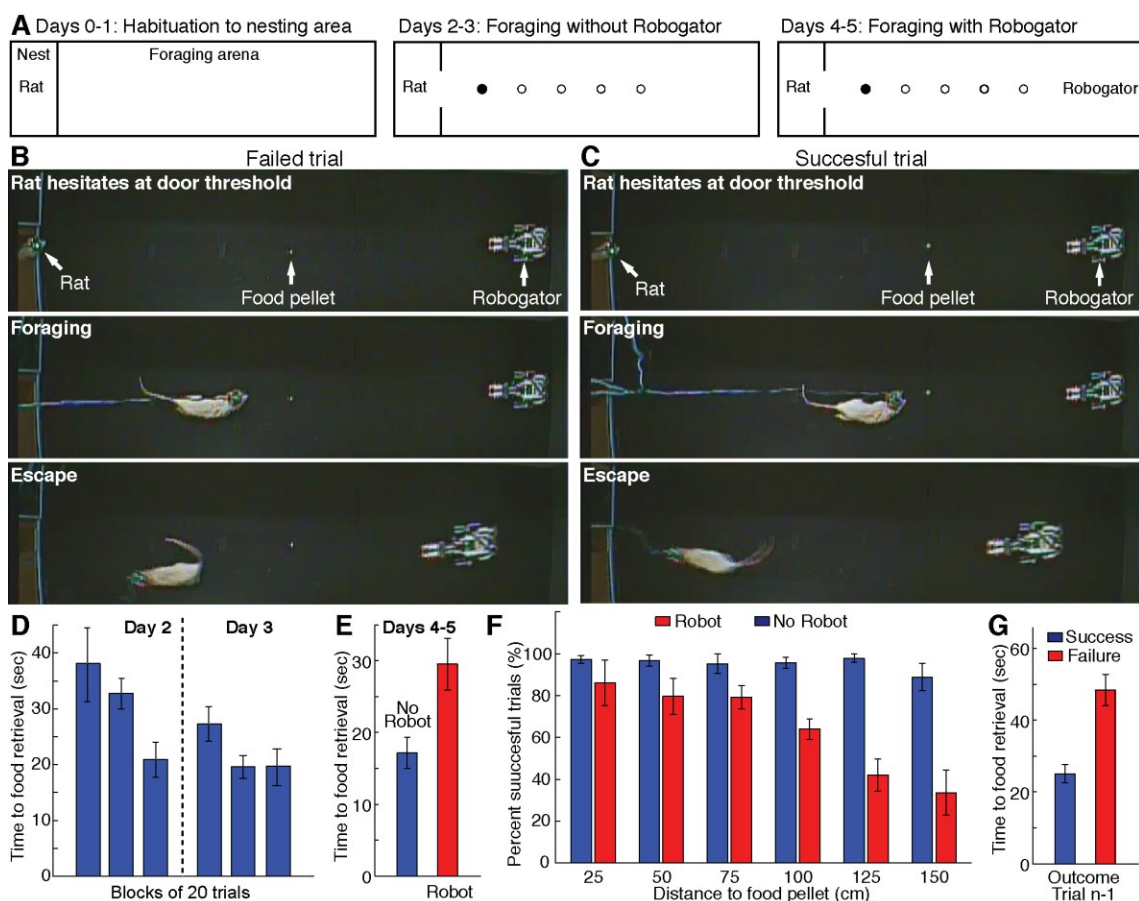 A Days 0-1: Habituation to nesting area
Days 2-3: Foraging without Robogator
Days 4-5: Foraging with Robogator
Nest
Foraging arena
Rat
Rat
Rat
Robogator
B
Failed trial
C
Succesful trial
Rat hesitates at door threshold
Rat hesitates at door threshold
Rat
Food pellet
Robogator
Rat
Food pellet
Robogator
Foraging
Foraging
Escape
Escape
D
Day 2
Day 3
Time to food retrieval (sec)
40
30
20
10
0
Blocks of 20 trials
E
Days 4-5
Time to food retrieval (sec)
30
20
10
0
No
Robot
Robot
F
Robot
No Robot
Percent succesful trials (%)
100
80
60
40
20
0
25
50
75
100
125
150
Distance to food pellet (cm)
G
Success
Failure
Time to food retrieval (sec)
60
40
20
0
Outcome
Trial n-1